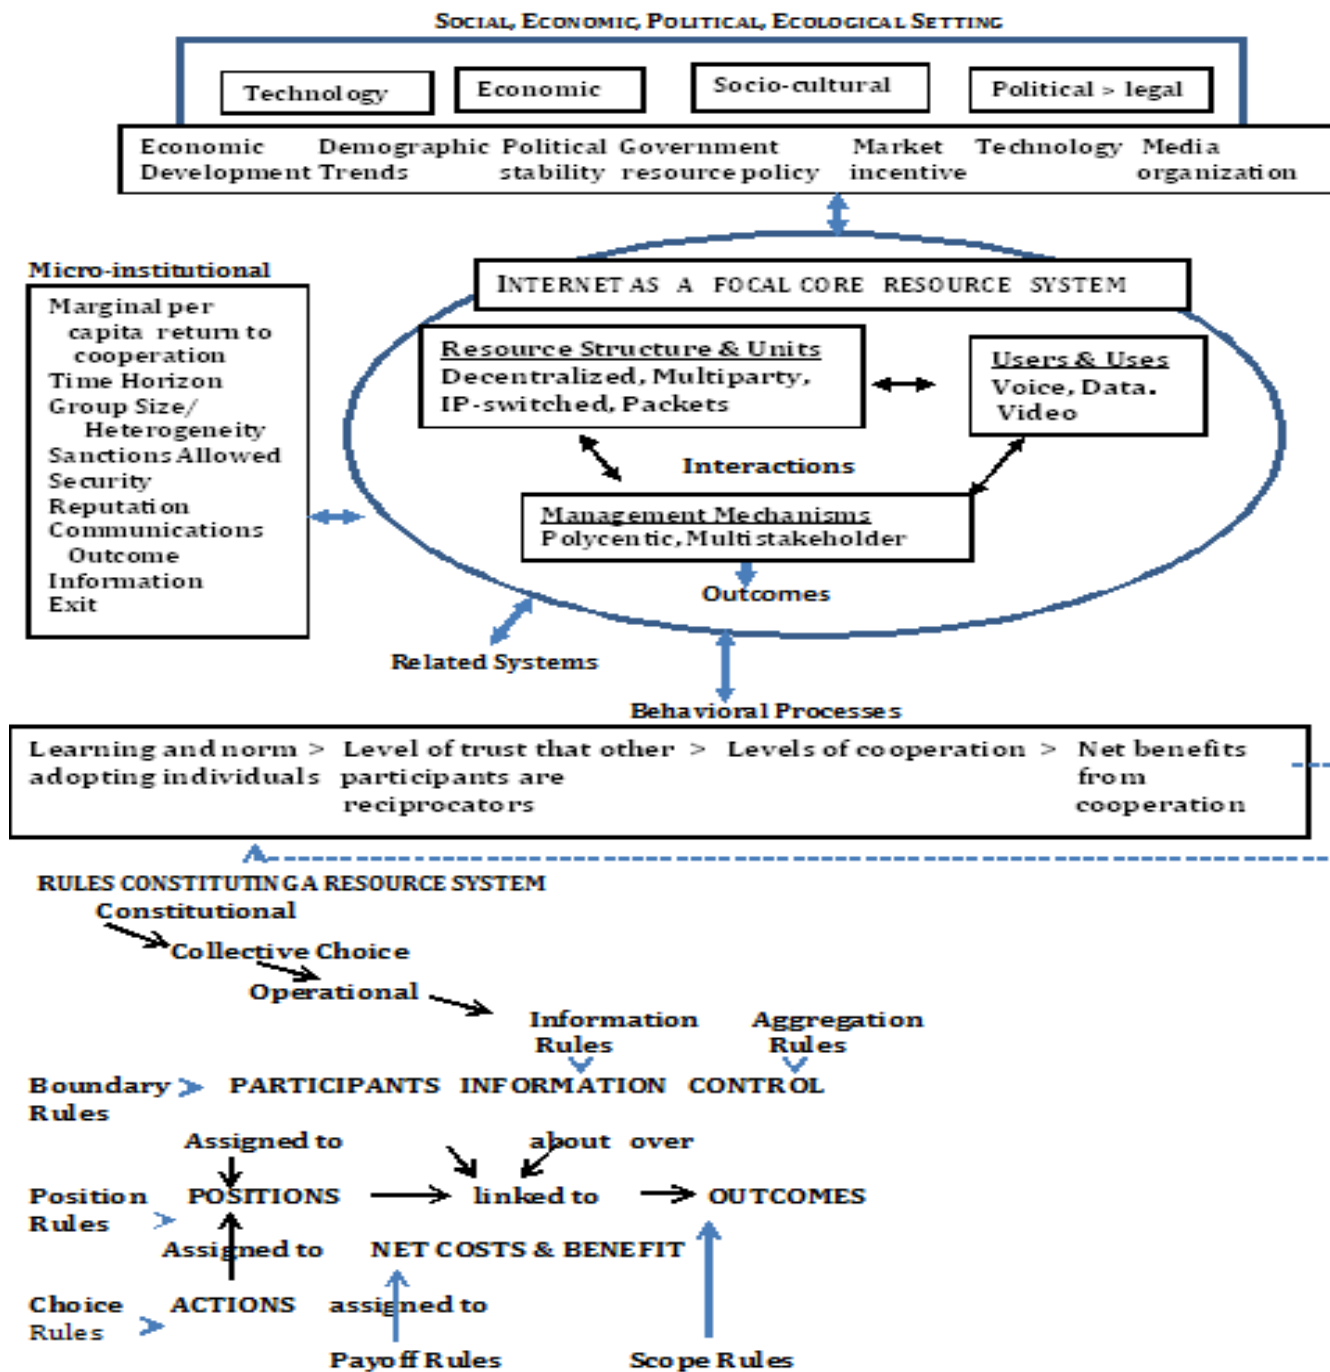 SOCIAL, ECONOMIC, POLITICAL, ECOLOGICAL SETTING
Technology
Economic
Socio-cultural
Political > legal
Economic Development
Demographic Trends
Political stability
Government resource policy
Market incentive
Technology
Media organization
Micro-institutional
Marginal per
capita return to
cooperation
Time Horizon
Group Size/
Heterogeneity
Sanctions Allowed
Security
Reputation
Communications
Outcome
Information
Exit
INTERNET AS A FOCAL CORE RESOURCE SYSTEM
Resource Structure & Units
Decentralized, Multiparty,
IP-switched, Packets
Users & Uses
Voice, Data.
Video
Interactions
Management Mechanisms
Polycentic, Multistakeholder
Outcomes
Related Systems
Behavioral Processes
Learning and norm >
adopting individuals
Level of trust that other >
participants are
reciprocators
Levels of cooperation >
Net benefits
from
cooperation
RULES CONSTITUTING A RESOURCE SYSTEM
Constitutional
Collective Choice
Operational
Information
Rules
Aggregation
Rules
Boundary
Rules
PARTICIPANTS INFORMATION CONTROL
Assigned to
about over
Position
Rules
POSITIONS
linked to
OUTCOMES
Assigned to
NET COSTS & BENEFIT
Choice
Rules
ACTIONS assigned to
Payoff Rules
Scope Rules